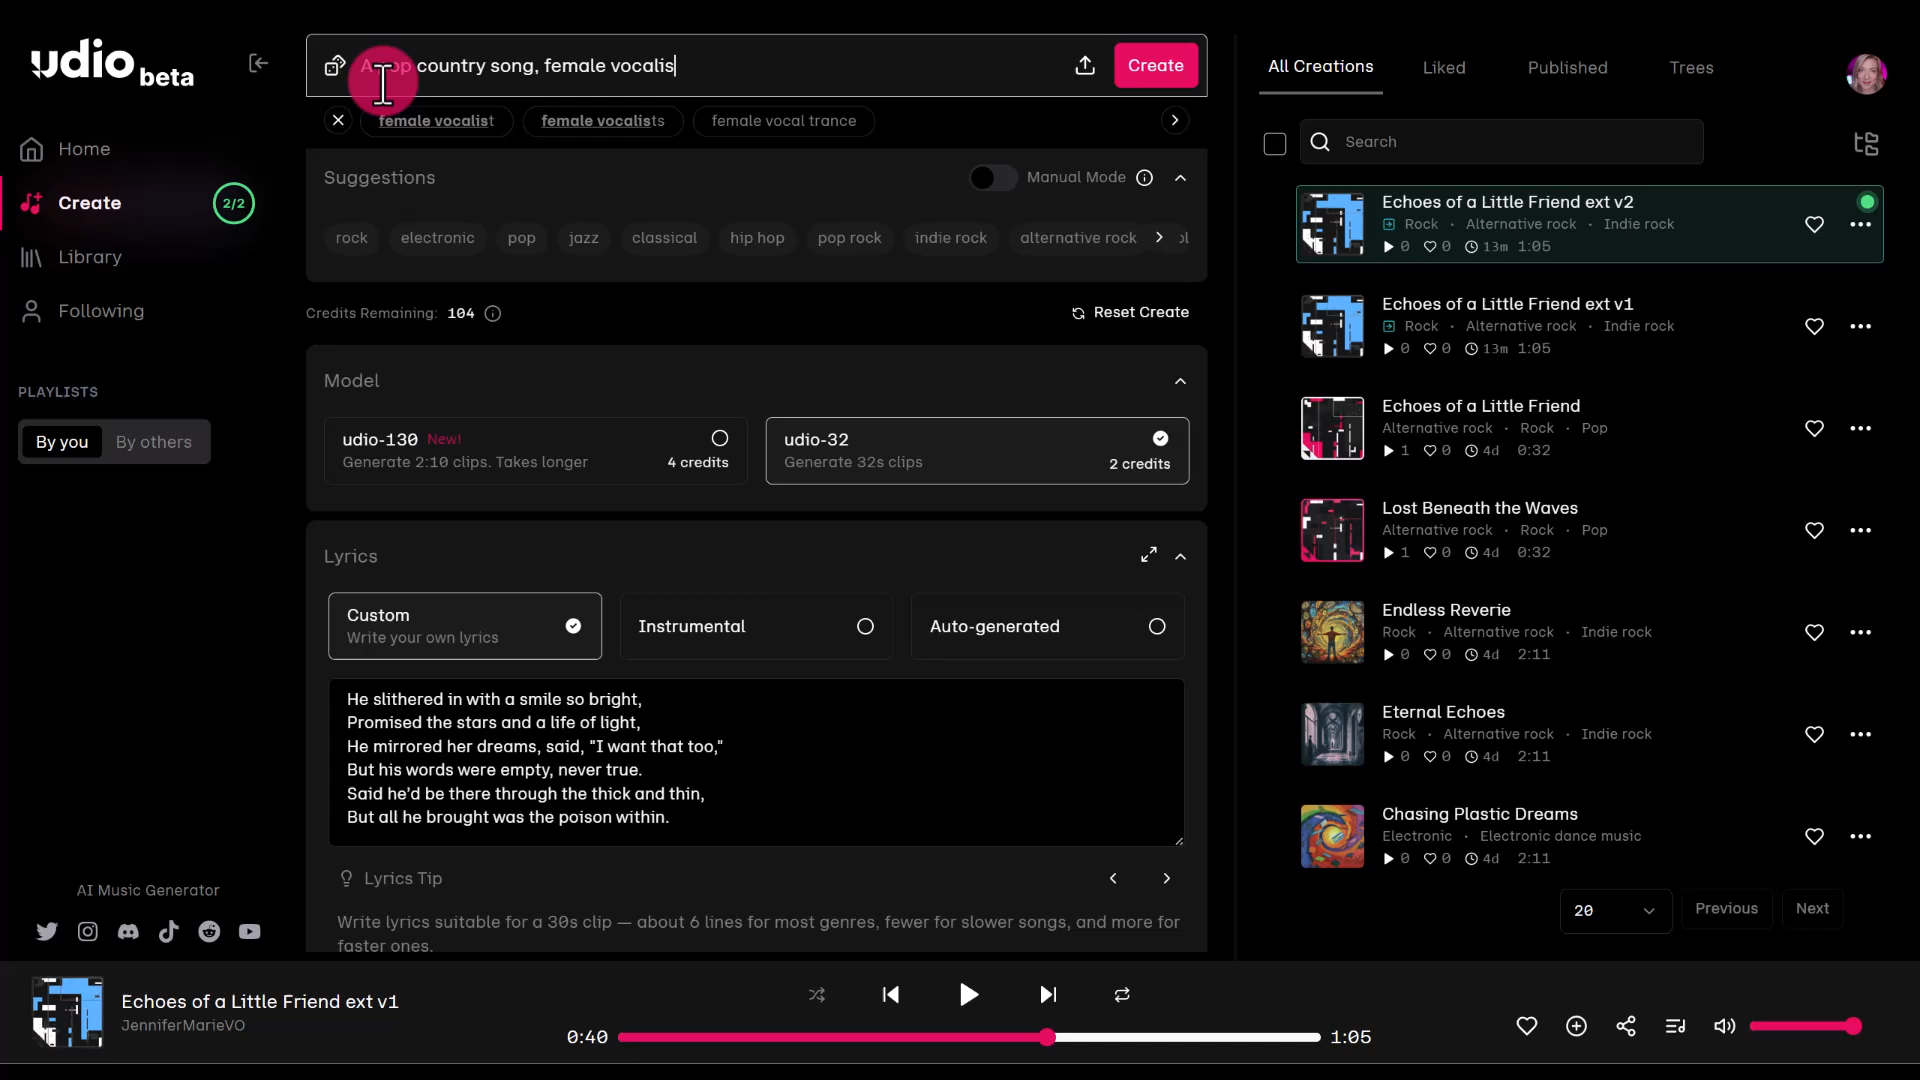 udio beta
Home
Create
2/2
Library
Following
PLAYLISTS
By you
By others
AI Music Generator
country song, female vocalis
Create
female vocalist
female vocalists
female vocal trance
Suggestions
Manual Mode
rock
electronic
pop
jazz
classical
hip hop
pop rock
indie rock
alternative rock
Credits Remaining: 104
Reset Create
Model
udio-130 New!
Generate 2:10 clips. Takes longer
4 credits
udio-32
Generate 32s clips
2 credits
Lyrics
Custom
Write your own lyrics
Instrumental
Auto-generated
He slithered in with a smile so bright,
Promised the stars and a life of light,
He mirrored her dreams, said, "I want that too,"
But his words were empty, never true.
Said he'd be there through the thick and thin,
But all he brought was the poison within.
Lyrics Tip
Write lyrics suitable for a 30s clip — about 6 lines for most genres, fewer for slower songs, and more for
faster ones.
All Creations
Liked
Published
Trees
Search
Echoes of a Little Friend ext v2
Rock · Alternative rock · Indie rock
0 0 13m 1:05
Echoes of a Little Friend ext v1
Rock · Alternative rock · Indie rock
0 0 13m 1:05
Echoes of a Little Friend
Alternative rock · Rock · Pop
1 0 4d 0:32
Lost Beneath the Waves
Alternative rock · Rock · Pop
1 0 4d 0:32
Endless Reverie
Rock · Alternative rock · Indie rock
0 0 4d 2:11
Eternal Echoes
Rock · Alternative rock · Indie rock
0 0 4d 2:11
Chasing Plastic Dreams
Electronic · Electronic dance music
0 0 4d 2:11
20
Previous
Next
Echoes of a Little Friend ext v1
JenniferMarieVO
0:40
1:05